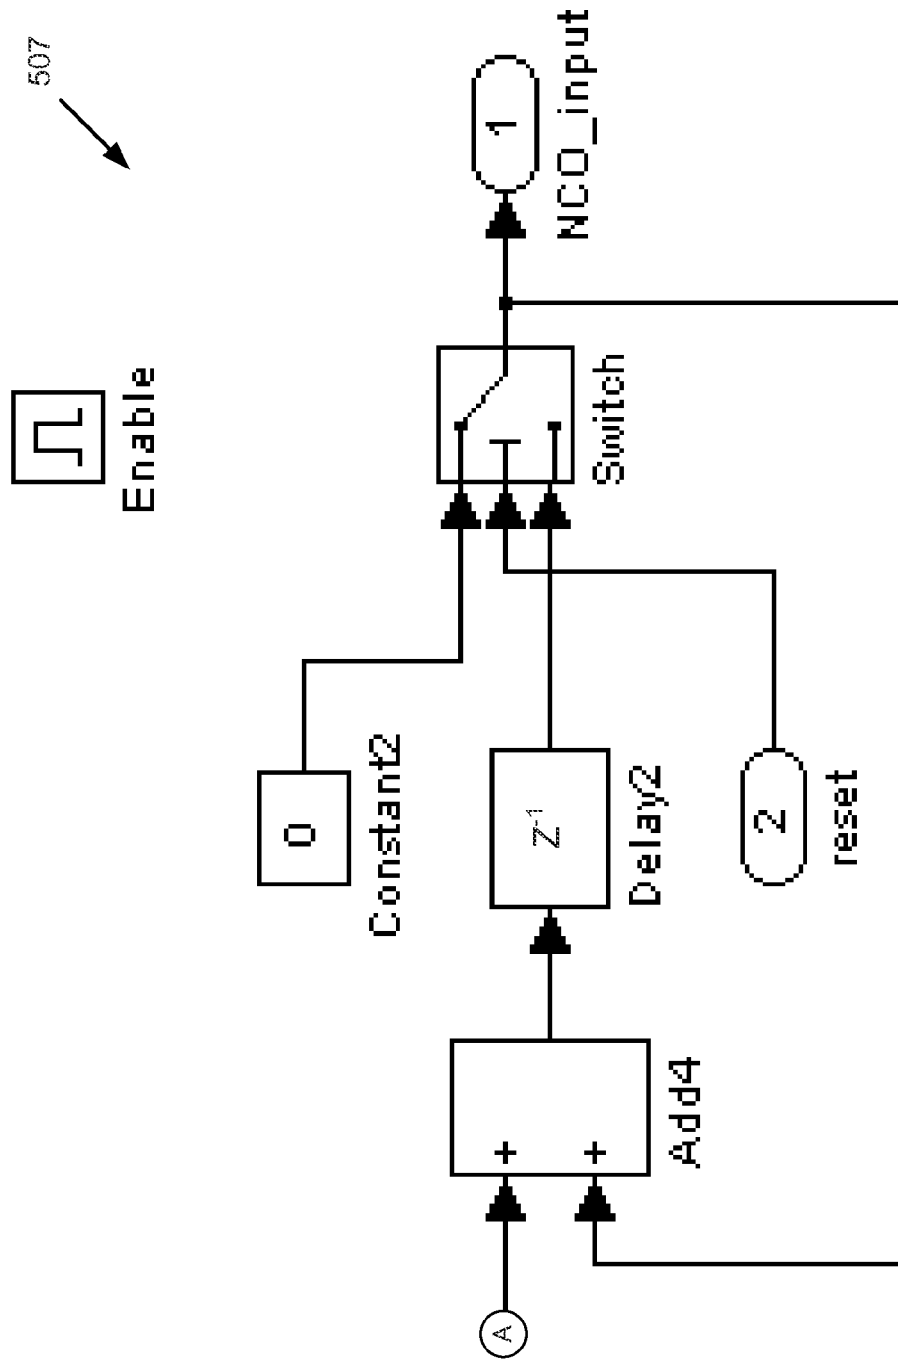 507
Enable
0
Constant2
A
+
+
Add4
Z-1
Delay2
Switch
1
NCO_input
2
reset